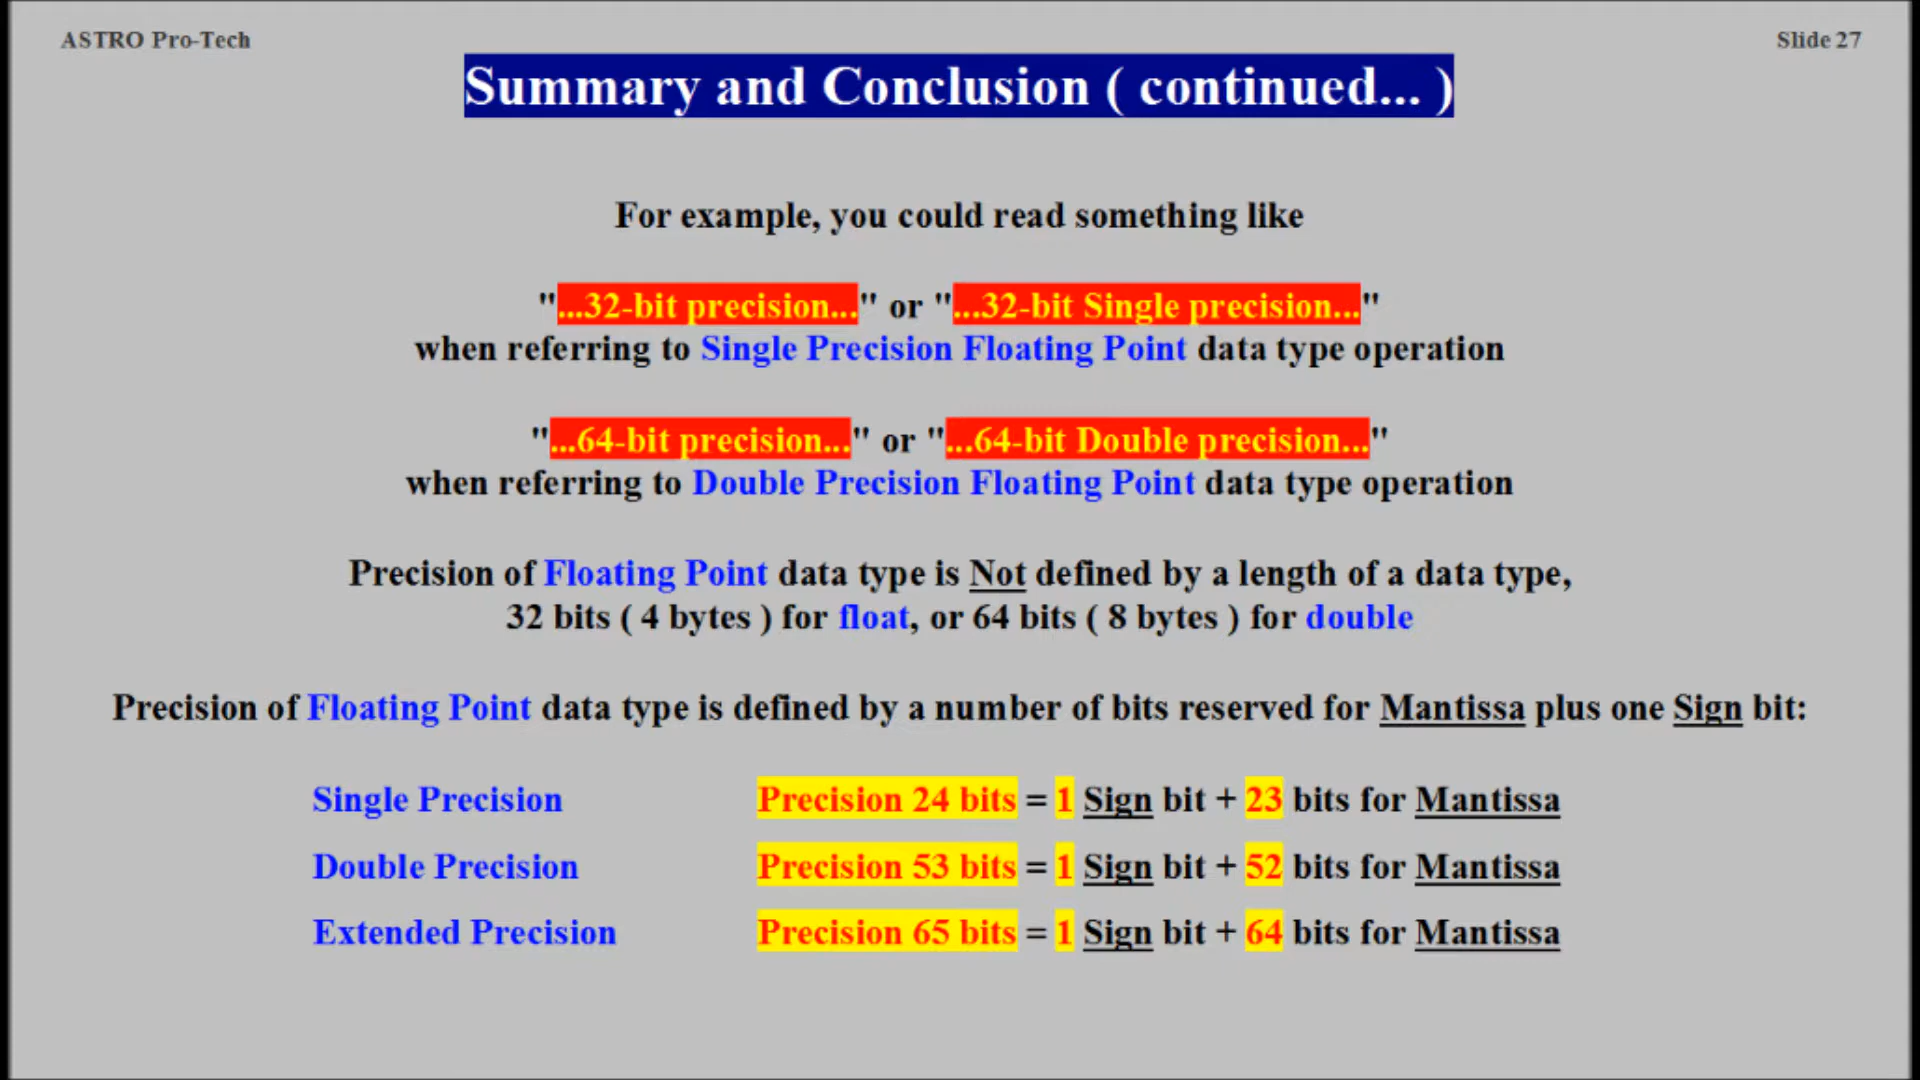 ASTRO Pro-Tech
Slide 27
Summary and Conclusion ( continued... )
For example, you could read something like
"...32-bit precision..." or "...32-bit Single precision..."
when referring to Single Precision Floating Point data type operation
"...64-bit precision..." or "...64-bit Double precision..."
when referring to Double Precision Floating Point data type operation
Precision of Floating Point data type is Not defined by a length of a data type,
32 bits ( 4 bytes ) for float, or 64 bits ( 8 bytes ) for double
Precision of Floating Point data type is defined by a number of bits reserved for Mantissa plus one Sign bit:
Single Precision Precision 24 bits = 1 Sign bit + 23 bits for Mantissa
Double Precision Precision 53 bits = 1 Sign bit + 52 bits for Mantissa
Extended Precision Precision 65 bits = 1 Sign bit + 64 bits for Mantissa